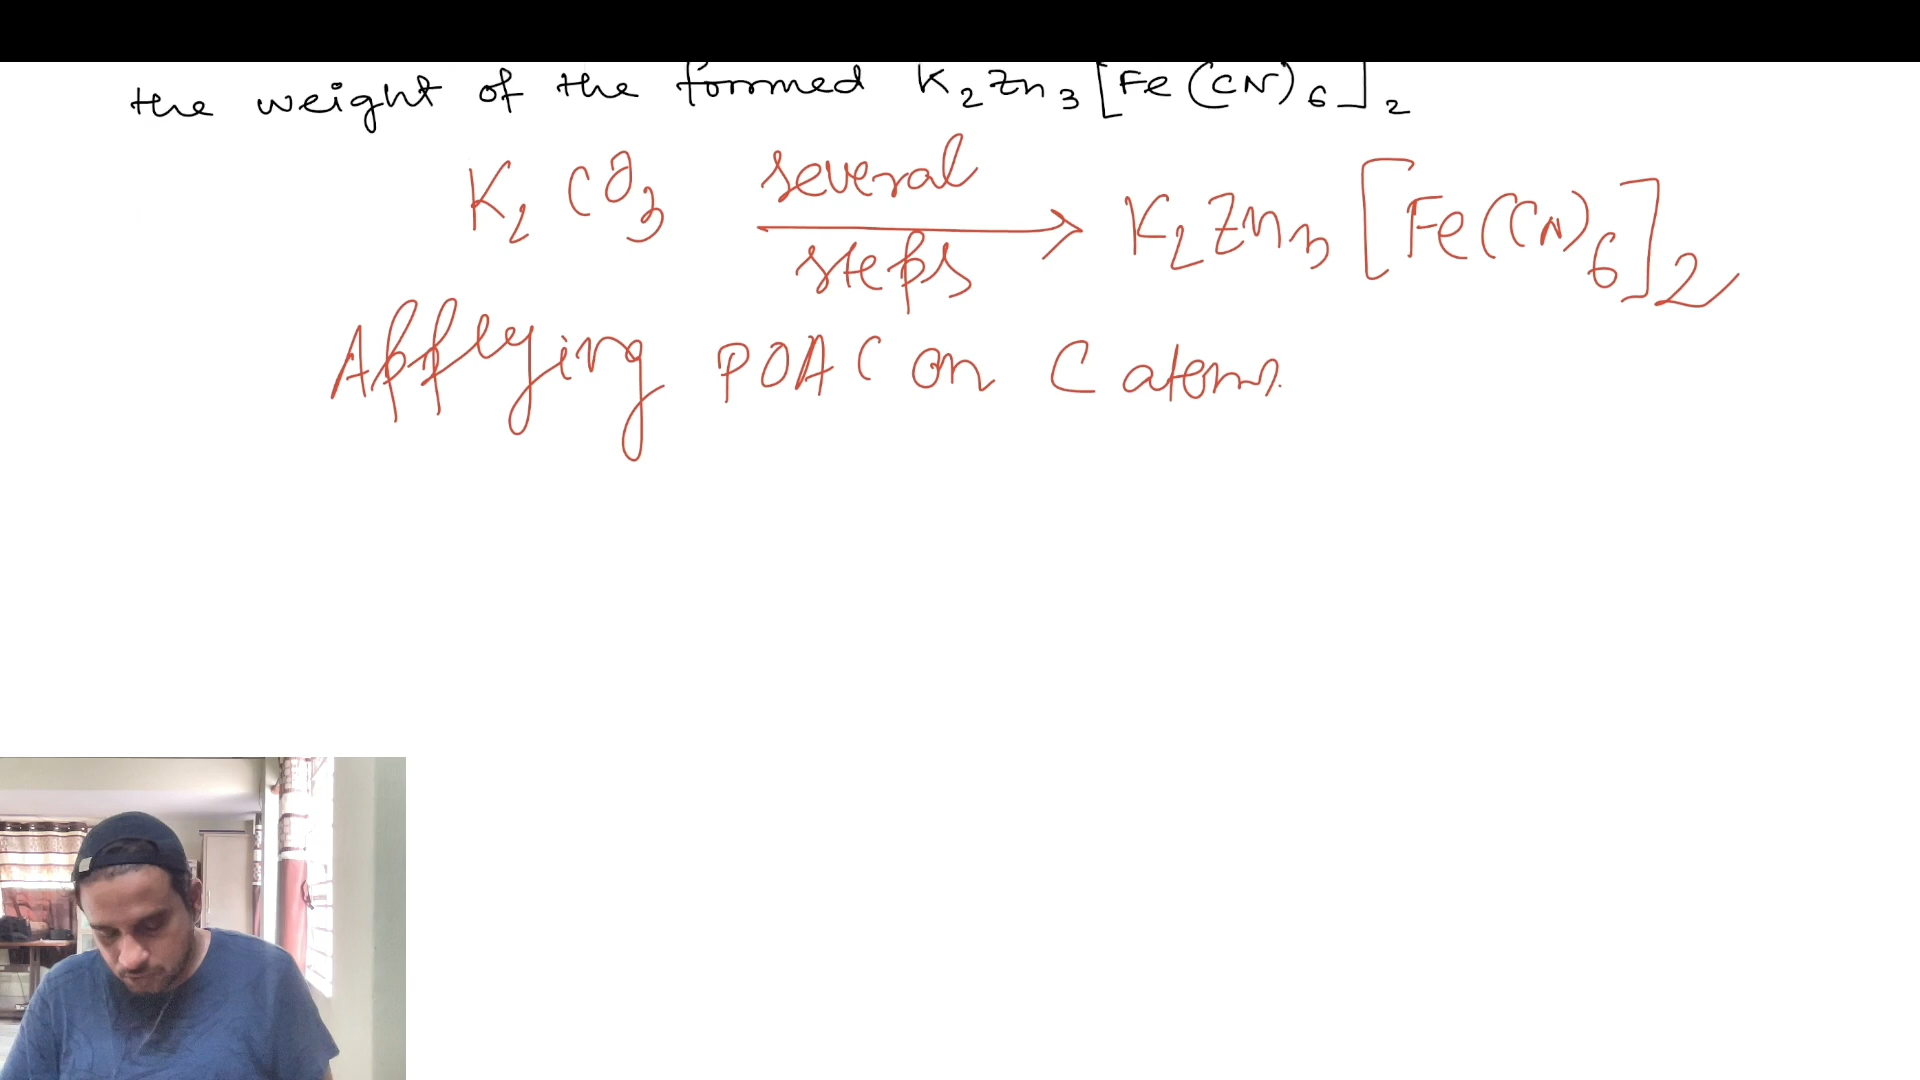 the weight of the formed K₂Zn₃[Fe(CN)₆]₂
K₂CO₃ several steps → K₂Zn₃[Fe(CN)₆]₂
Applying POAC on C atoms.